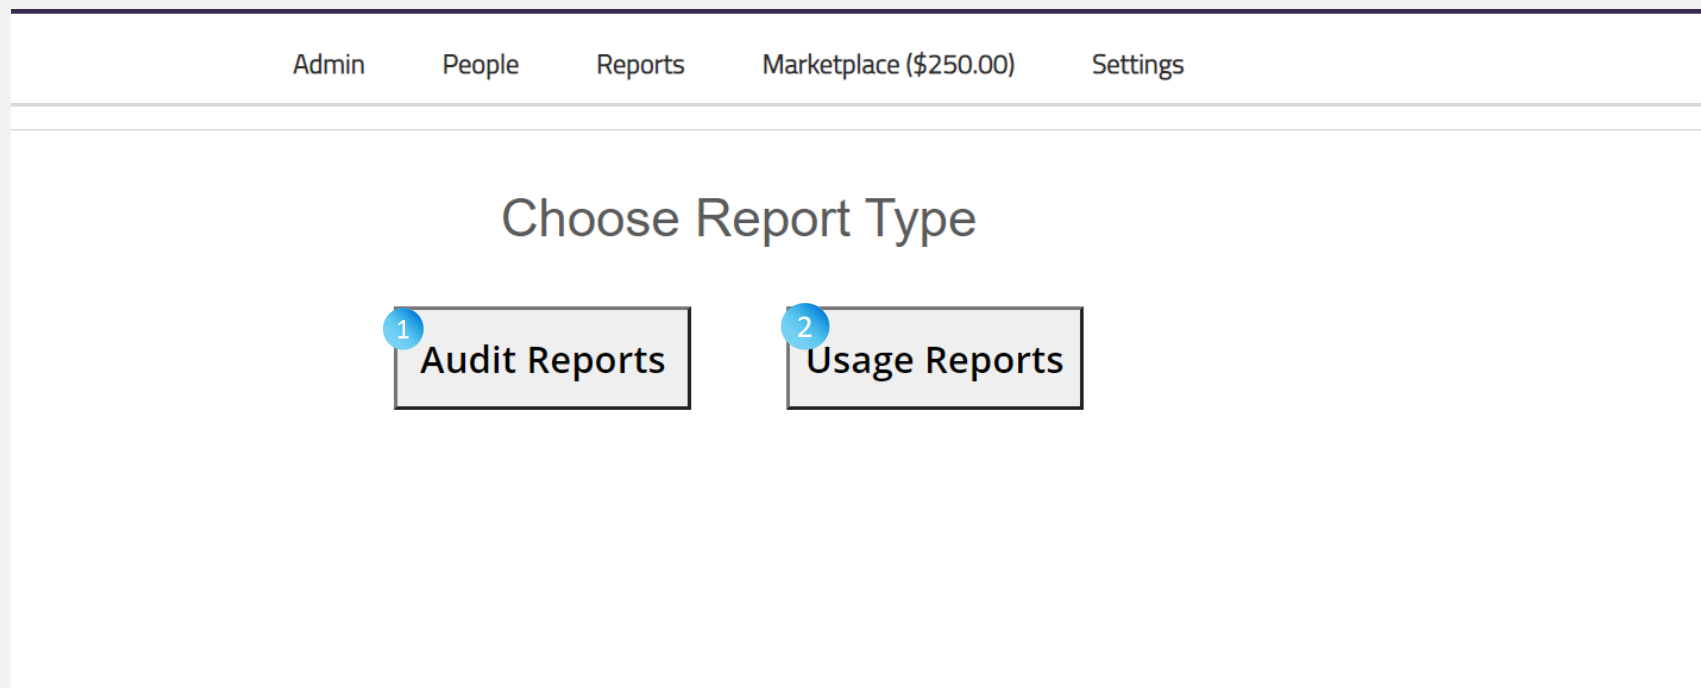 Admin People Reports Marketplace ($250.00) Settings
Choose Report Type
1 Audit Reports
2 Usage Reports